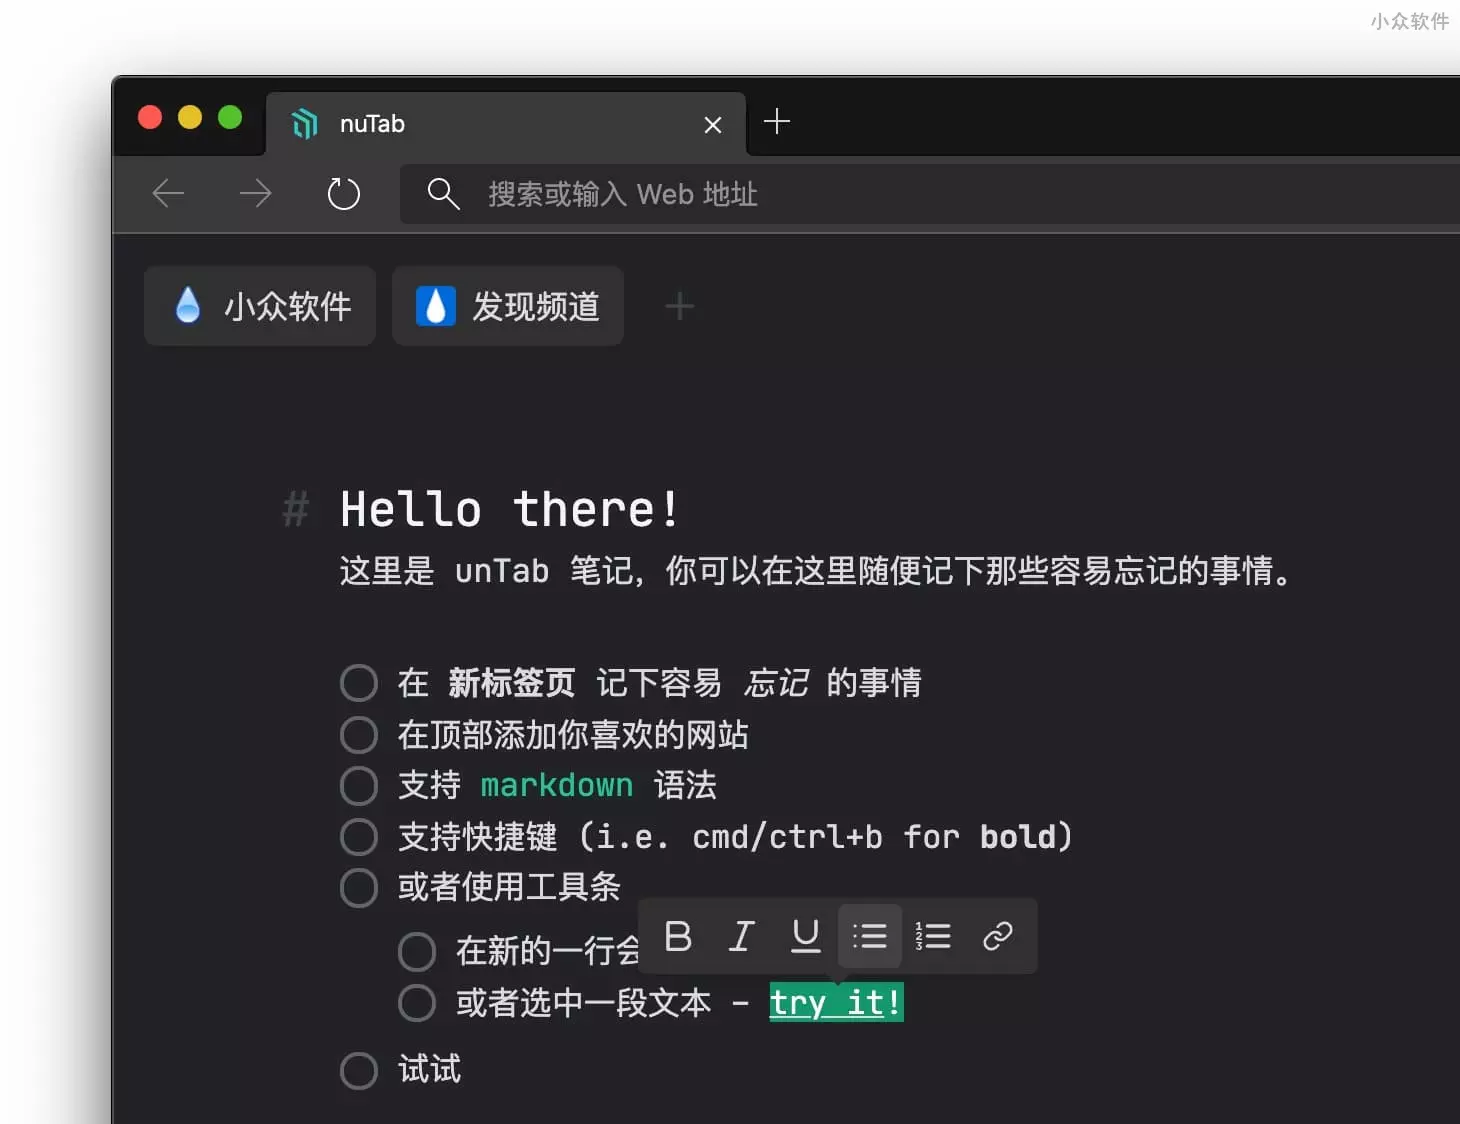 小众软件
nuTab
搜索或输入 Web 地址
小众软件
发现频道
# Hello there!
这里是 unTab 笔记，你可以在这里随便记下那些容易忘记的事情。
在 新标签页 记下容易 忘记 的事情
在顶部添加你喜欢的网站
支持 markdown 语法
支持快捷键 (i.e. cmd/ctrl+b for bold)
或者使用工具条
B I U
在新的一行会
或者选中一段文本 - try it!
试试